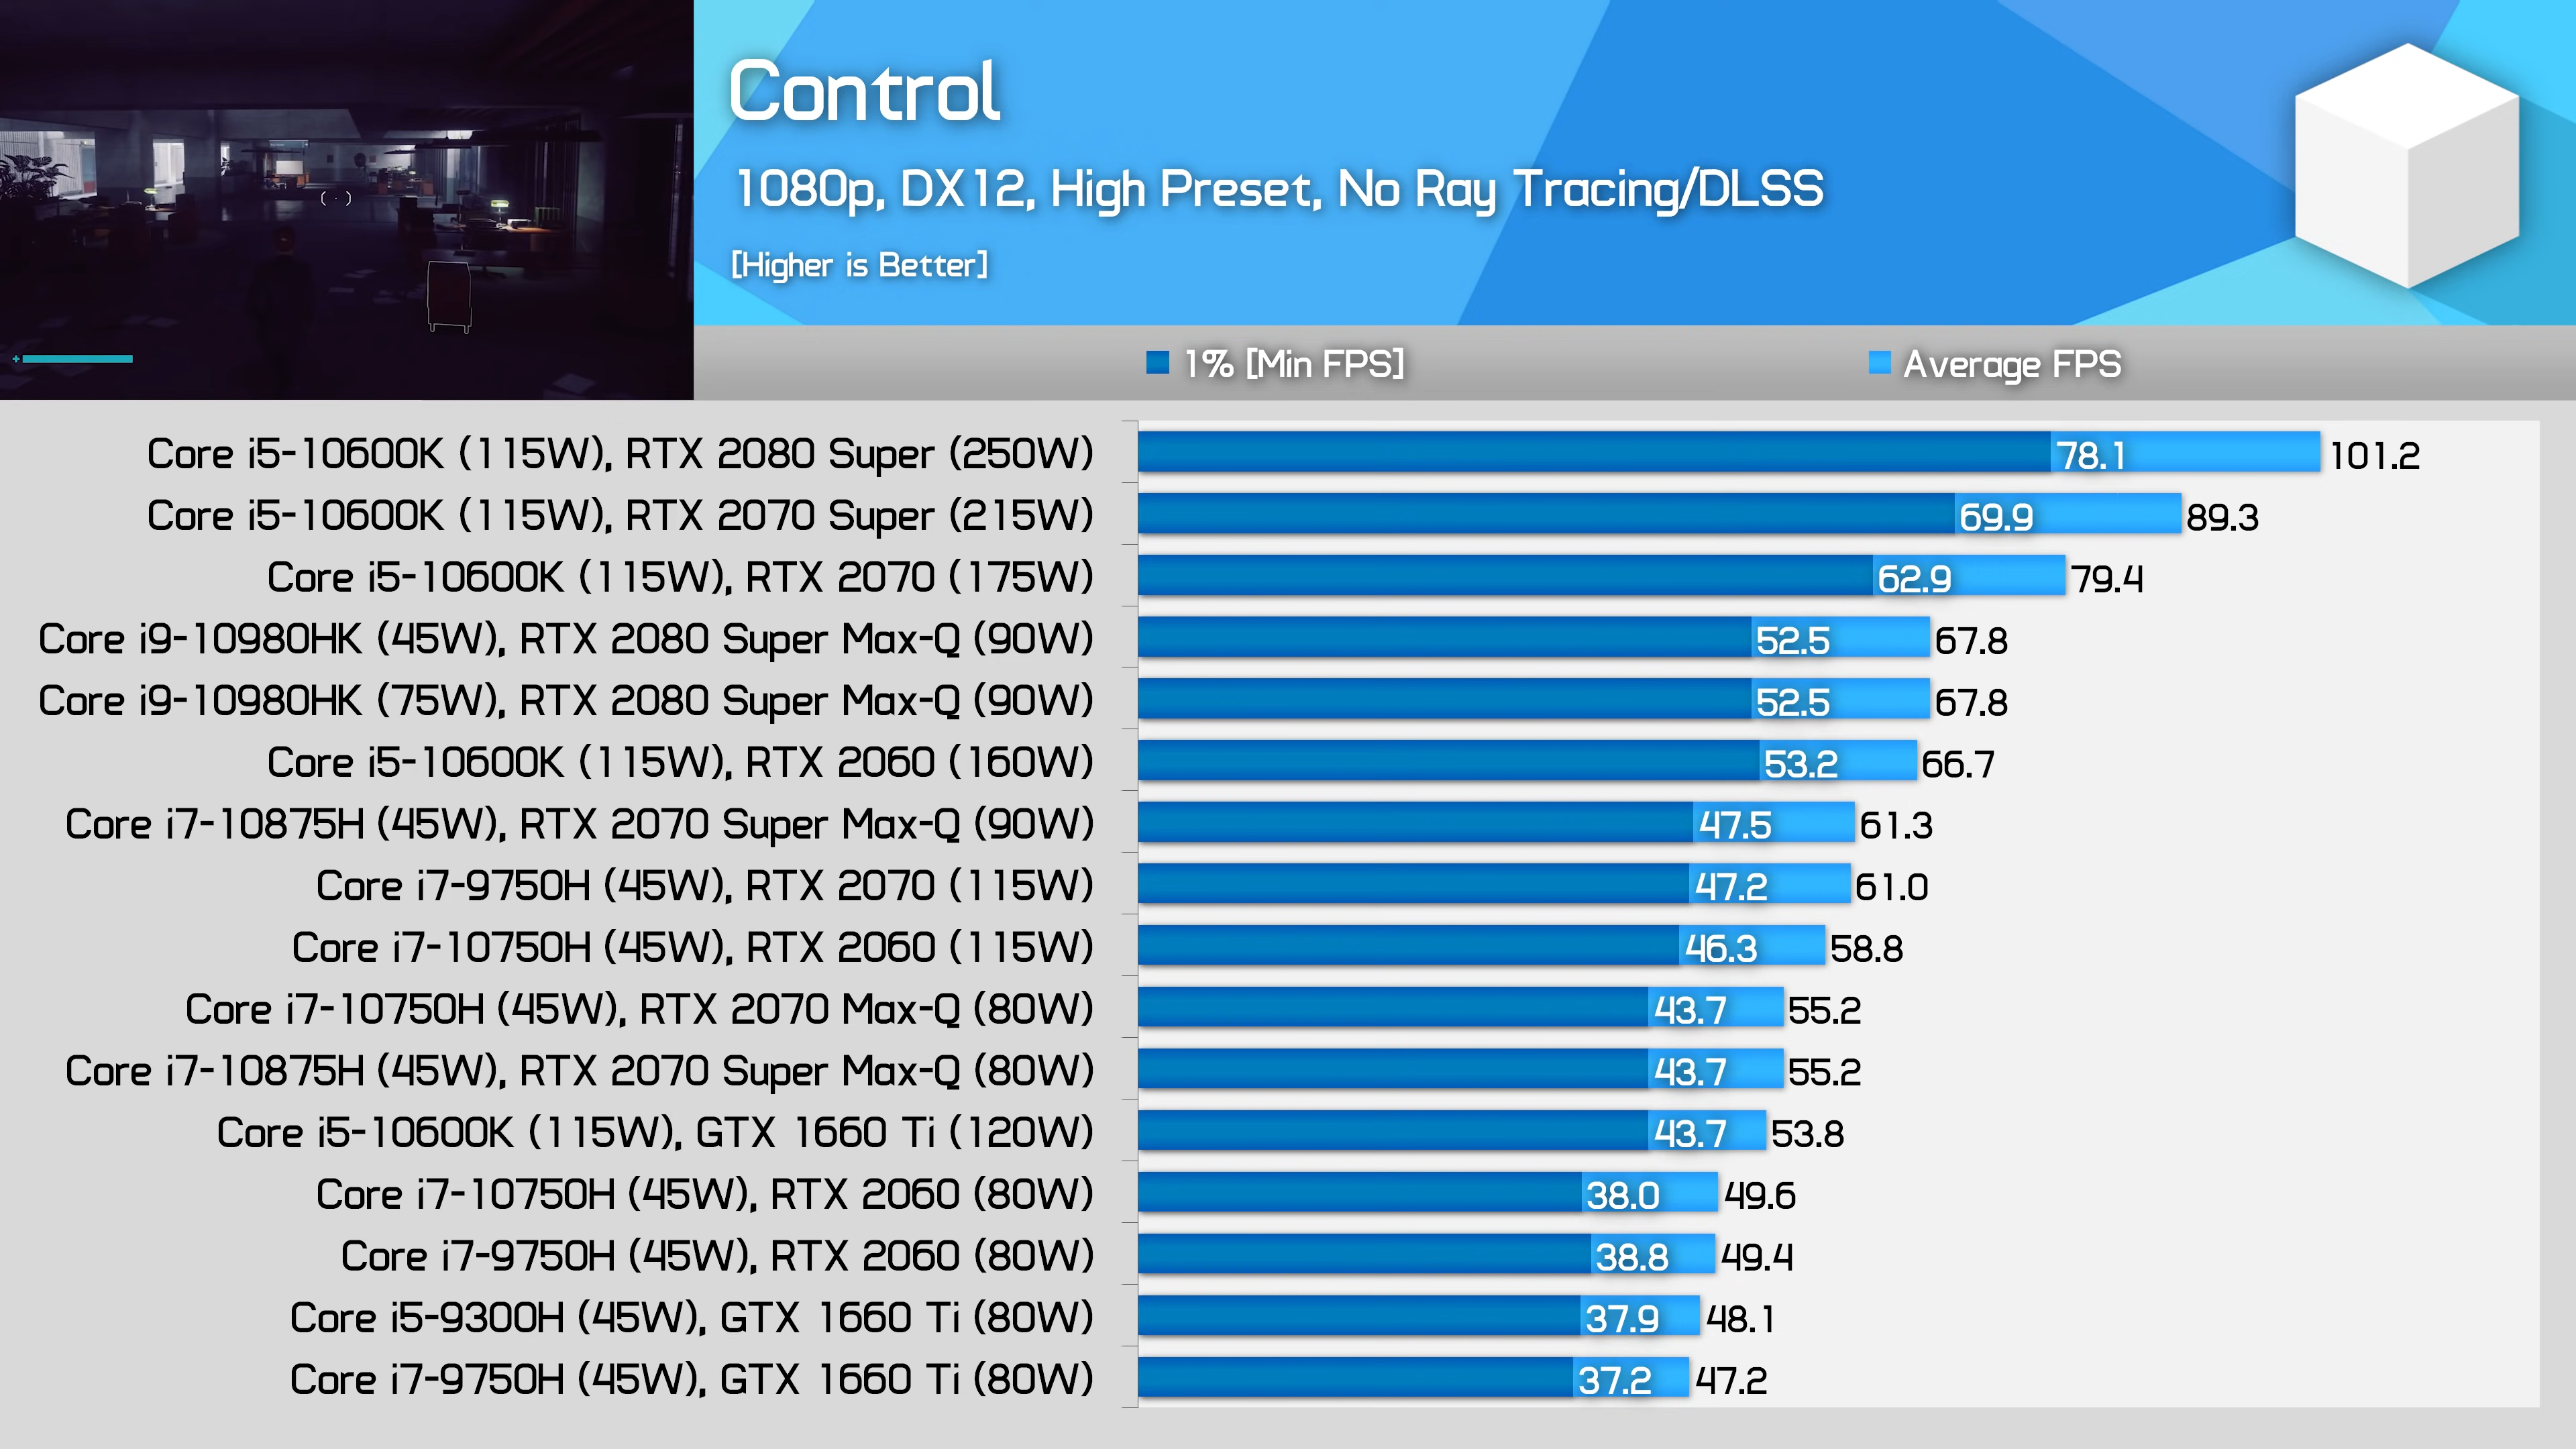 Control
1080p, DX12, High Preset, No Ray Tracing/DLSS
[Higher is Better]
1% [Min FPS] Average FPS
Core i5-10600K (115W), RTX 2080 Super (250W) 78.1 101.2
Core i5-10600K (115W), RTX 2070 Super (215W) 69.9 89.3
Core i5-10600K (115W), RTX 2070 (175W) 62.9 79.4
Core i9-10980HK (45W), RTX 2080 Super Max-Q (90W) 52.5 67.8
Core i9-10980HK (75W), RTX 2080 Super Max-Q (90W) 52.5 67.8
Core i5-10600K (115W), RTX 2060 (160W) 53.2 66.7
Core i7-10875H (45W), RTX 2070 Super Max-Q (90W) 47.5 61.3
Core i7-9750H (45W), RTX 2070 (115W) 47.2 61.0
Core i7-10750H (45W), RTX 2060 (115W) 46.3 58.8
Core i7-10750H (45W), RTX 2070 Max-Q (80W) 43.7 55.2
Core i7-10875H (45W), RTX 2070 Super Max-Q (80W) 43.7 55.2
Core i5-10600K (115W), GTX 1660 Ti (120W) 43.7 53.8
Core i7-10750H (45W), RTX 2060 (80W) 38.0 49.6
Core i7-9750H (45W), RTX 2060 (80W) 38.8 49.4
Core i5-9300H (45W), GTX 1660 Ti (80W) 37.9 48.1
Core i7-9750H (45W), GTX 1660 Ti (80W) 37.2 47.2